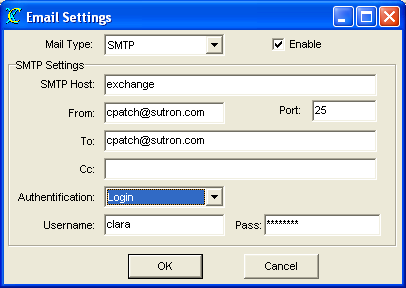 Email Settings
Mail Type: SMTP Enable
SMTP Settings
SMTP Host: exchange
From: cpatch@sutron.com Port: 25
To: cpatch@sutron.com
Cc:
Authentification: Login
Username: clara Pass: ********
OK Cancel